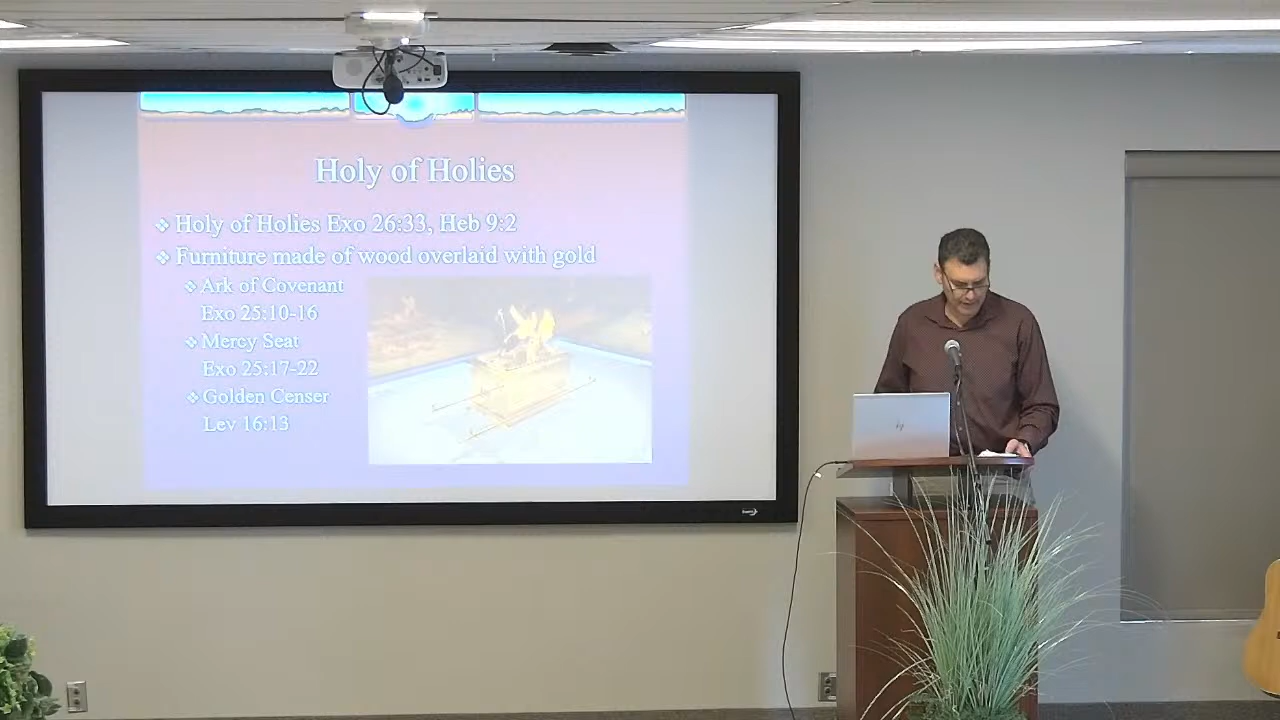 Holy of Holies
Holy of Holies Exo 26:33, Heb 9:2
Furniture made of wood overlaid with gold
Ark of Covenant
Exo 25:10-16
Mercy Seat
Exo 25:17-22
Golden Censer
Lev 16:13
hp